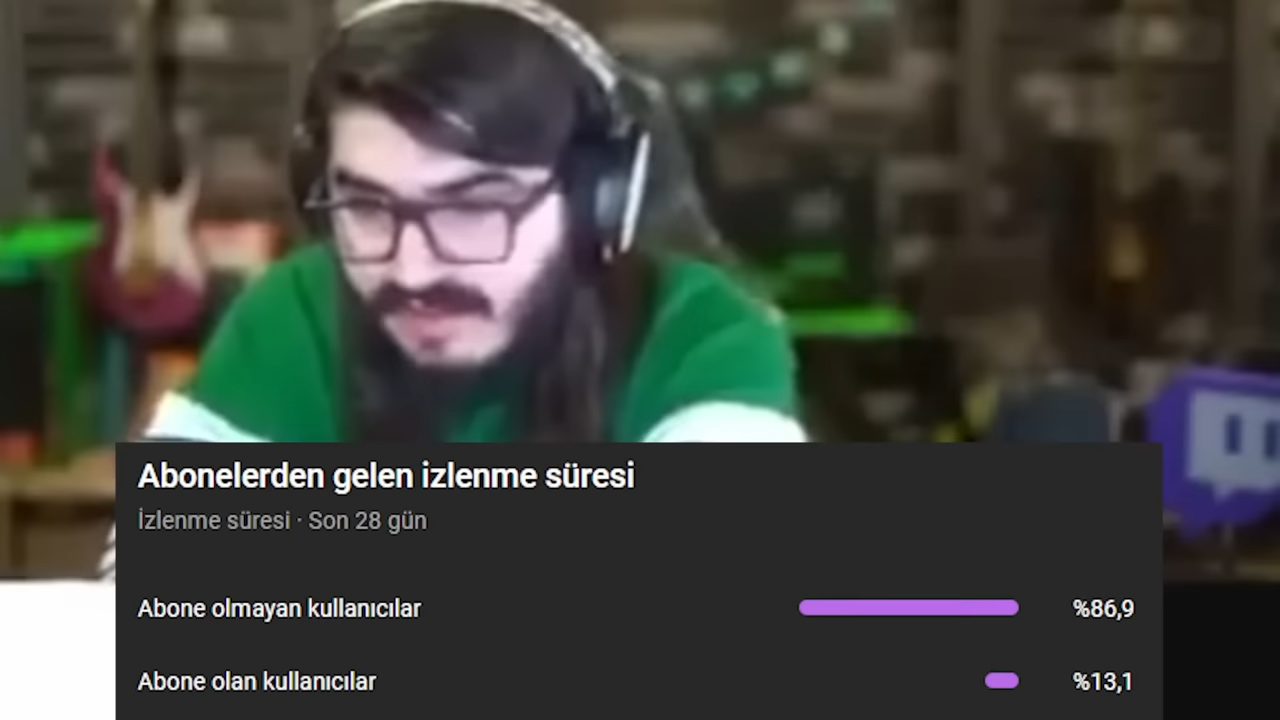 Abonelerden gelen izlenme süresi
İzlenme süresi · Son 28 gün
Abone olmayan kullanıcılar %86,9
Abone olan kullanıcılar %13,1